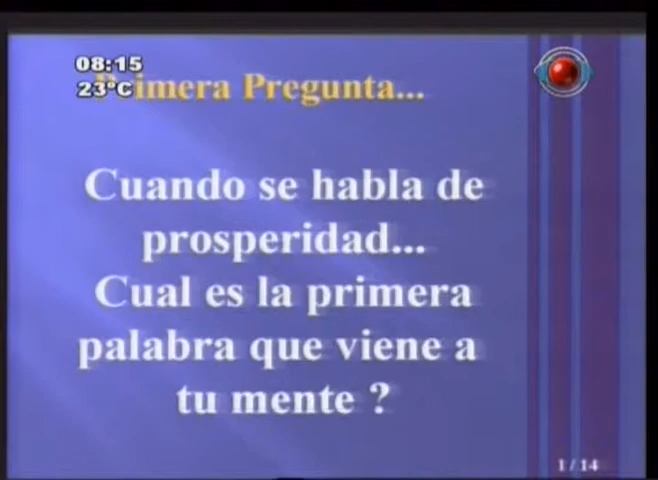 08:15
23°C
Primera Pregunta...
Cuando se habla de
prosperidad...
Cual es la primera
palabra que viene a
tu mente ?
1/14